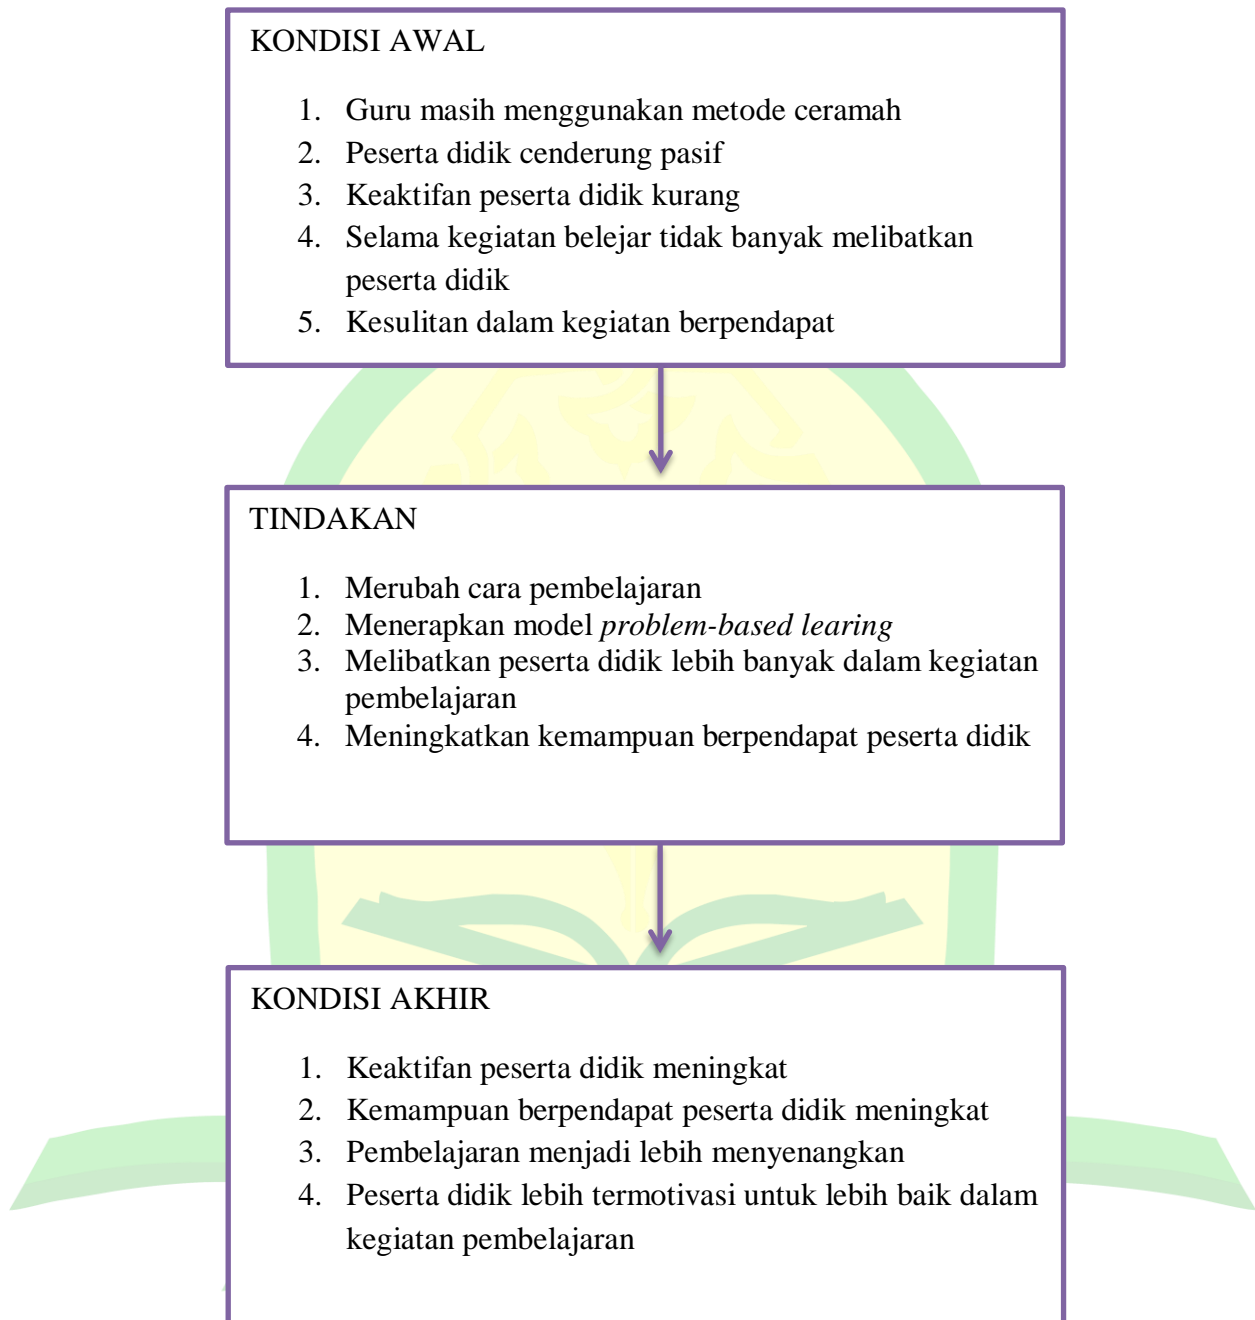 KONDISI AWAL
1. Guru masih menggunakan metode ceramah
2. Peserta didik cenderung pasif
3. Keaktifan peserta didik kurang
4. Selama kegiatan belejar tidak banyak melibatkan
peserta didik
5. Kesulitan dalam kegiatan berpendapat
TINDAKAN
1. Merubah cara pembelajaran
2. Menerapkan model problem-based learing
3. Melibatkan peserta didik lebih banyak dalam kegiatan
pembelajaran
4. Meningkatkan kemampuan berpendapat peserta didik
KONDISI AKHIR
1. Keaktifan peserta didik meningkat
2. Kemampuan berpendapat peserta didik meningkat
3. Pembelajaran menjadi lebih menyenangkan
4. Peserta didik lebih termotivasi untuk lebih baik dalam
kegiatan pembelajaran